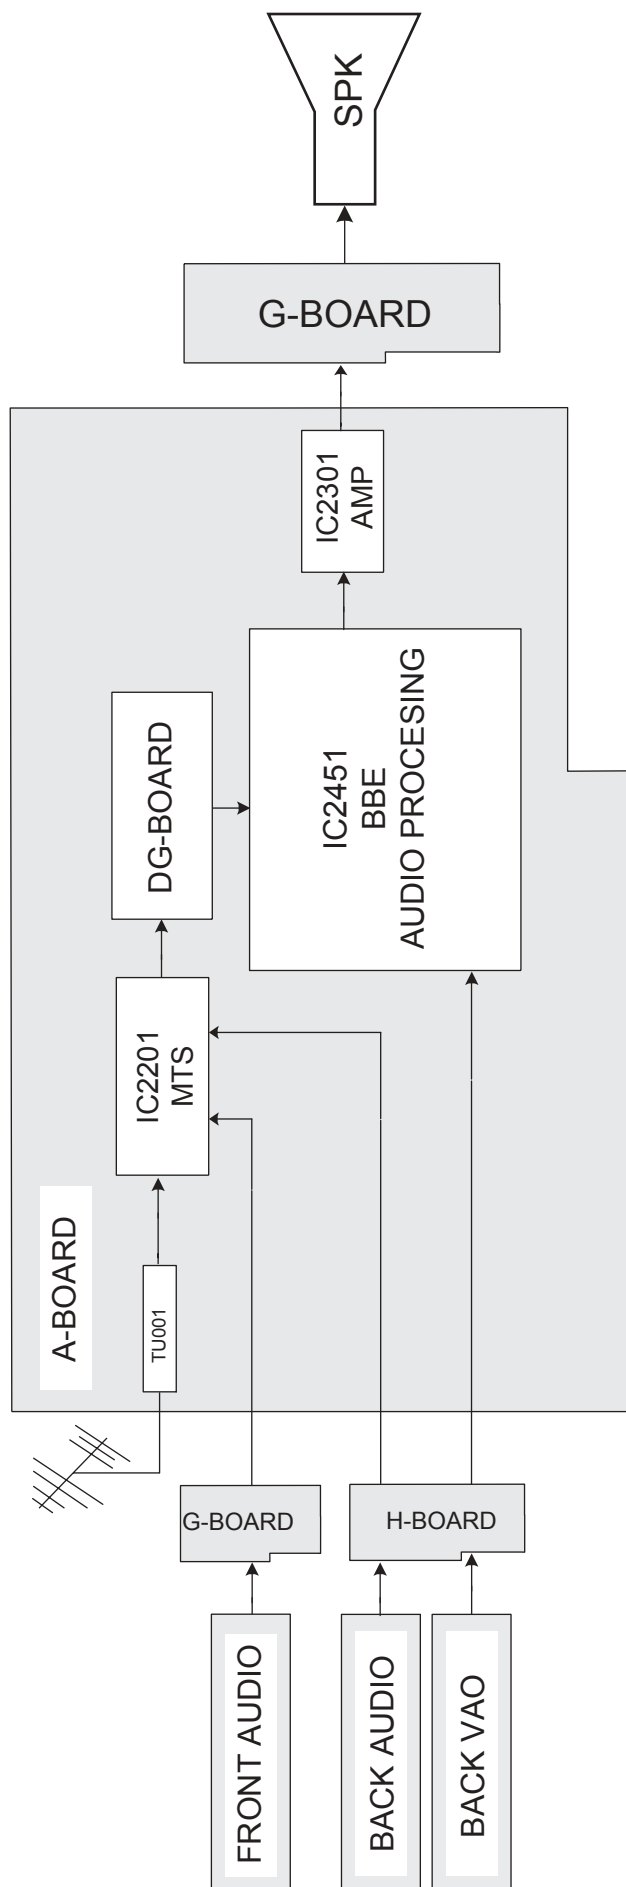 SPK
G-BOARD
IC2301
AMP
DG-BOARD
IC2451
BBE
AUDIO PROCESING
IC2201
MTS
A-BOARD
TU001
G-BOARD
H-BOARD
FRONT AUDIO
BACK AUDIO
BACK VAO